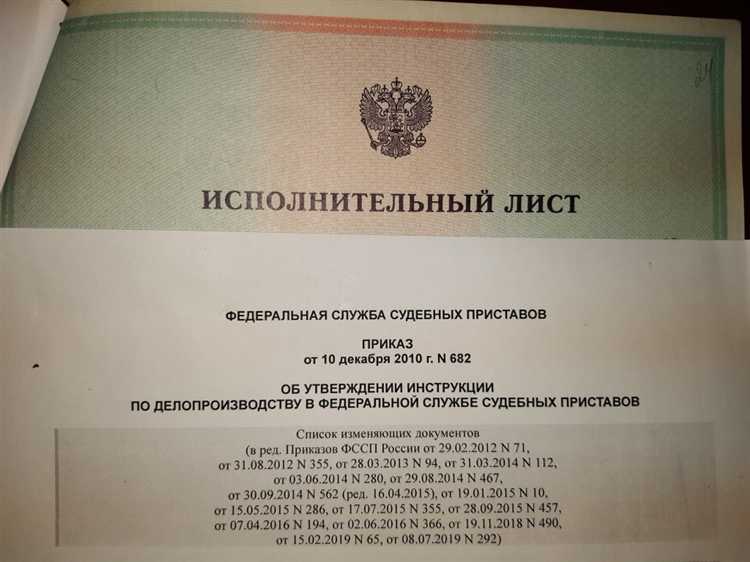 24
ИСПОЛНИТЕЛЬНЫЙ ЛИСТ
ФЕДЕРАЛЬНАЯ СЛУЖБА СУДЕБНЫХ ПРИСТАВОВ
ПРИКАЗ
от 10 декабря 2010 г. N 682
ОБ УТВЕРЖДЕНИИ ИНСТРУКЦИИ
ПО ДЕЛОПРОИЗВОДСТВУ В ФЕДЕРАЛЬНОЙ СЛУЖБЕ СУДЕБНЫХ ПРИСТАВОВ
Список изменяющих документов
(в ред. Приказов ФССП России от 29.02.2012 N 71,
от 31.08.2012 N 355, от 28.03.2013 N 94, от 31.03.2014 N 112,
от 03.06.2014 N 280, от 29.08.2014 N 467,
от 30.09.2014 N 562 (ред. 16.04.2015), от 19.01.2015 N 10,
от 15.05.2015 N 286, от 17.07.2015 N 355, от 28.09.2015 N 457,
от 07.04.2016 N 194, от 02.06.2016 N 366, от 19.11.2018 N 490,
от 15.02.2019 N 65, от 08.07.2019 N 292)